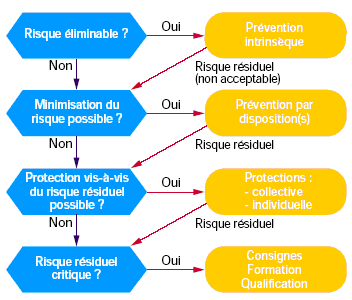 Risque éliminable ?
Oui
Prévention
intrinsèque
Non
Risque résiduel
(non acceptable)
Minimisation du
risque possible ?
Oui
Prévention par
disposition(s)
Non
Risque résiduel
Protection vis-à-vis
du risque résiduel
possible ?
Oui
Protections :
- collective
- individuelle
Non
Risque résiduel
Risque résiduel
critique ?
Oui
Consignes
Formation
Qualification